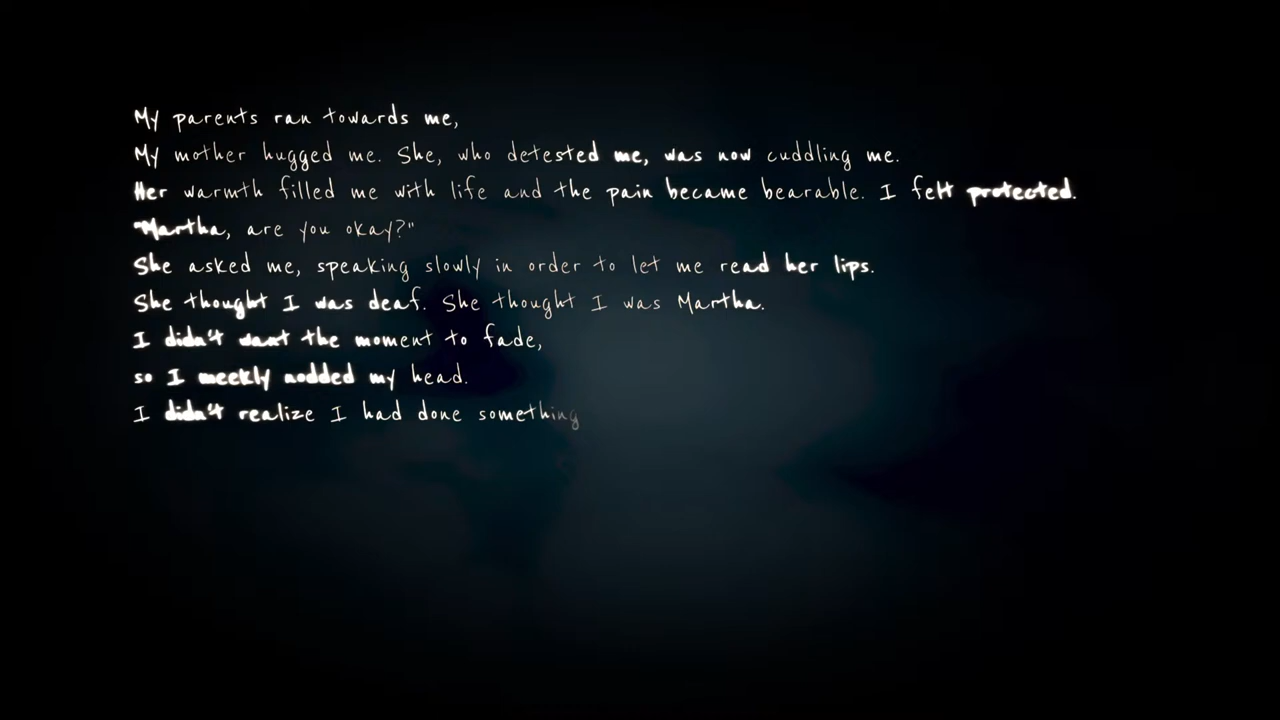 My parents ran towards me,
My mother hugged me. She, who detested me, was now cuddling me.
Her warmth filled me with life and the pain became bearable. I felt protected.
"Martha, are you okay?"
She asked me, speaking slowly in order to let me read her lips.
She thought I was deaf. She thought I was Martha.
I didn't want the moment to fade,
so I meekly nodded my head.
I didn't realize I had done something